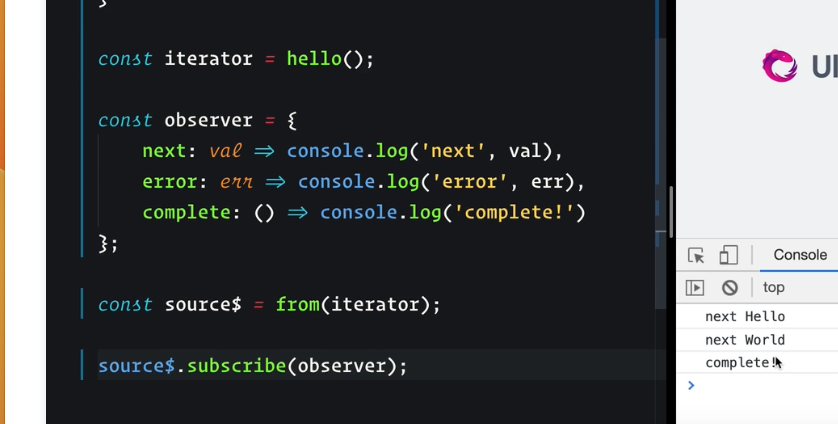 }
const iterator = hello();
const observer = {
next: val => console.log('next', val),
error: err => console.log('error', err),
complete: () => console.log('complete!')
};
const source$ = from(iterator);
source$.subscribe(observer);
Console
top
next Hello
next World
complete!
>